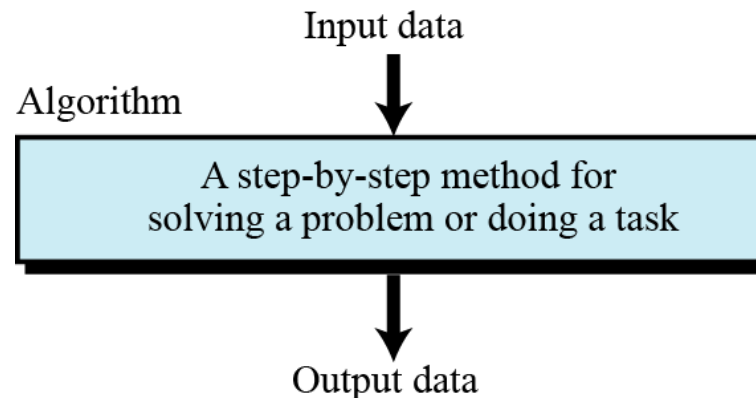 Input data
Algorithm
A step-by-step method for
solving a problem or doing a task
Output data